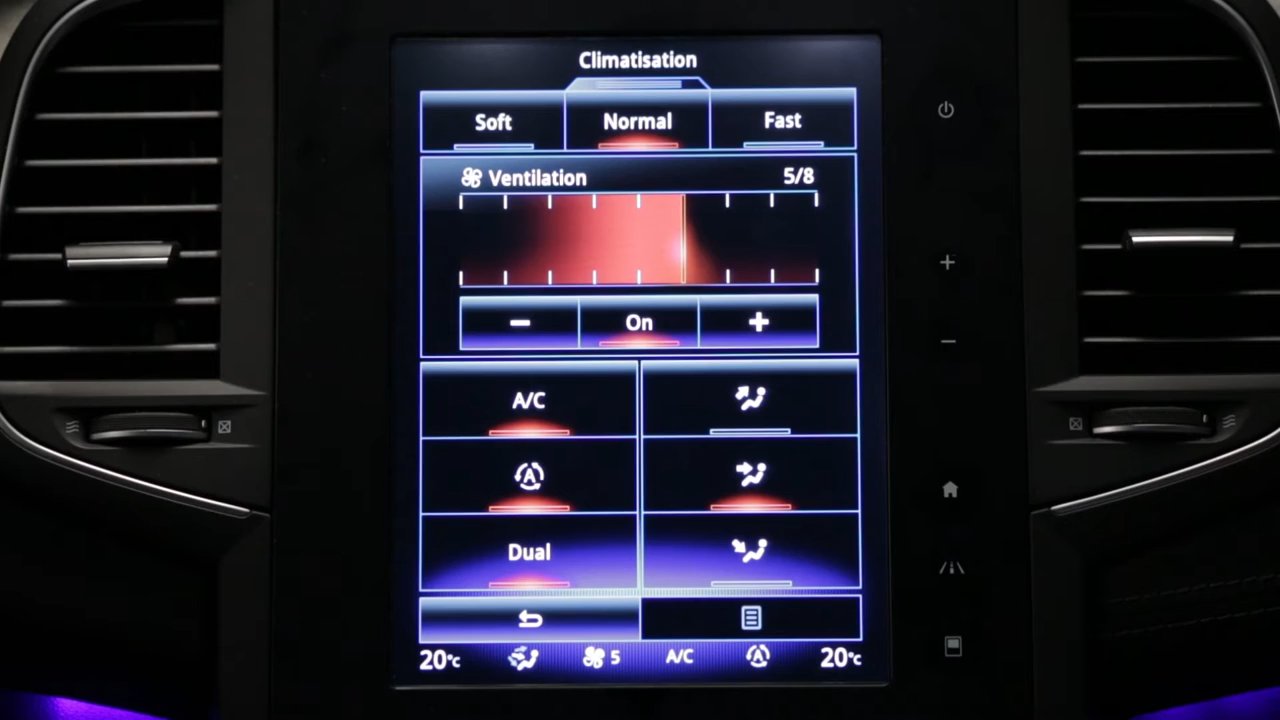 Climatisation
Soft Normal Fast
Ventilation 5/8
On
A/C
A
Dual
20°C 5 A/C A 20°C